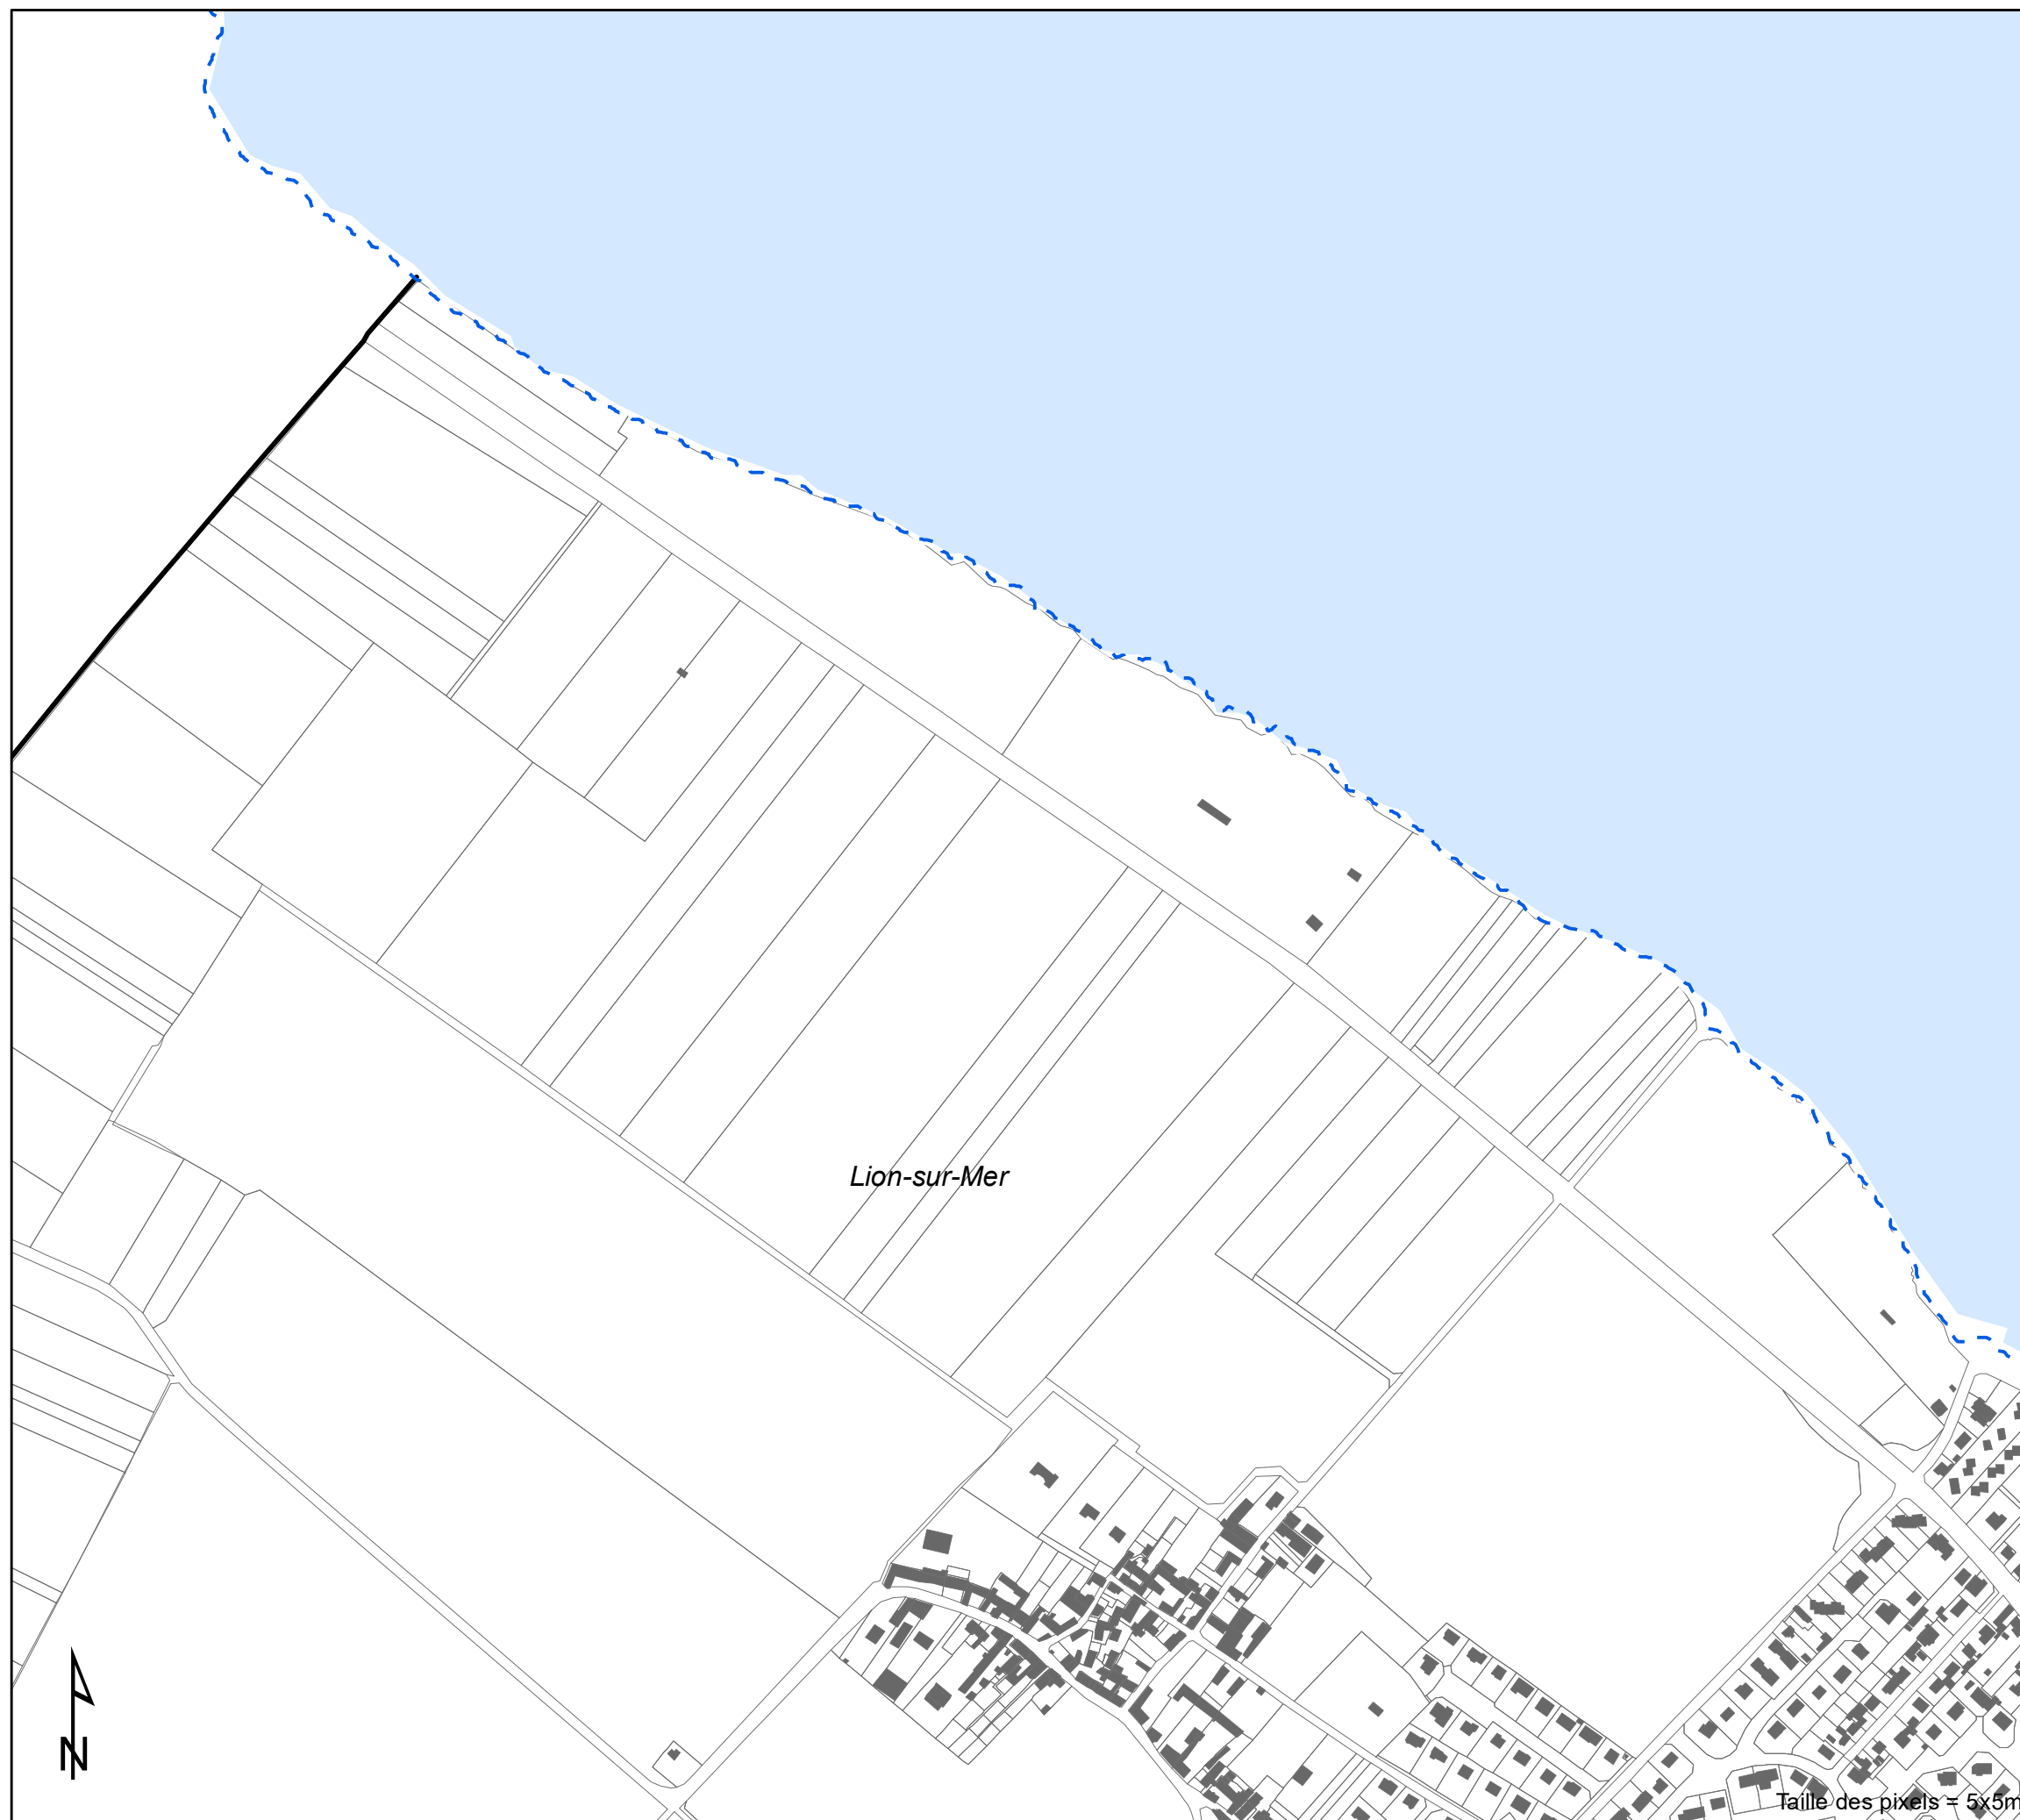 Lion-sur-Mer
N
Taille des pixels = 5x5m